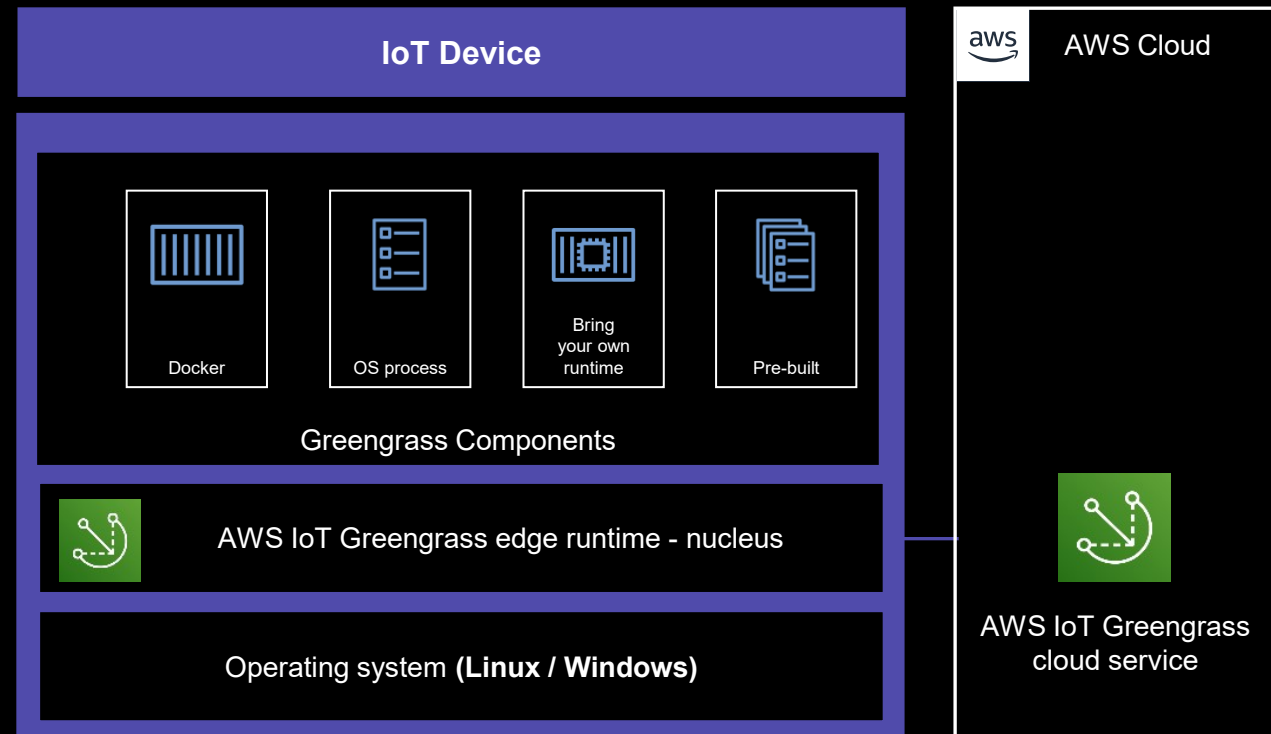 IoT Device
aws
AWS Cloud
Docker
OS process
Bring
your own
runtime
Pre-built
Greengrass Components
AWS IoT Greengrass edge runtime - nucleus
Operating system (Linux / Windows)
AWS IoT Greengrass
cloud service